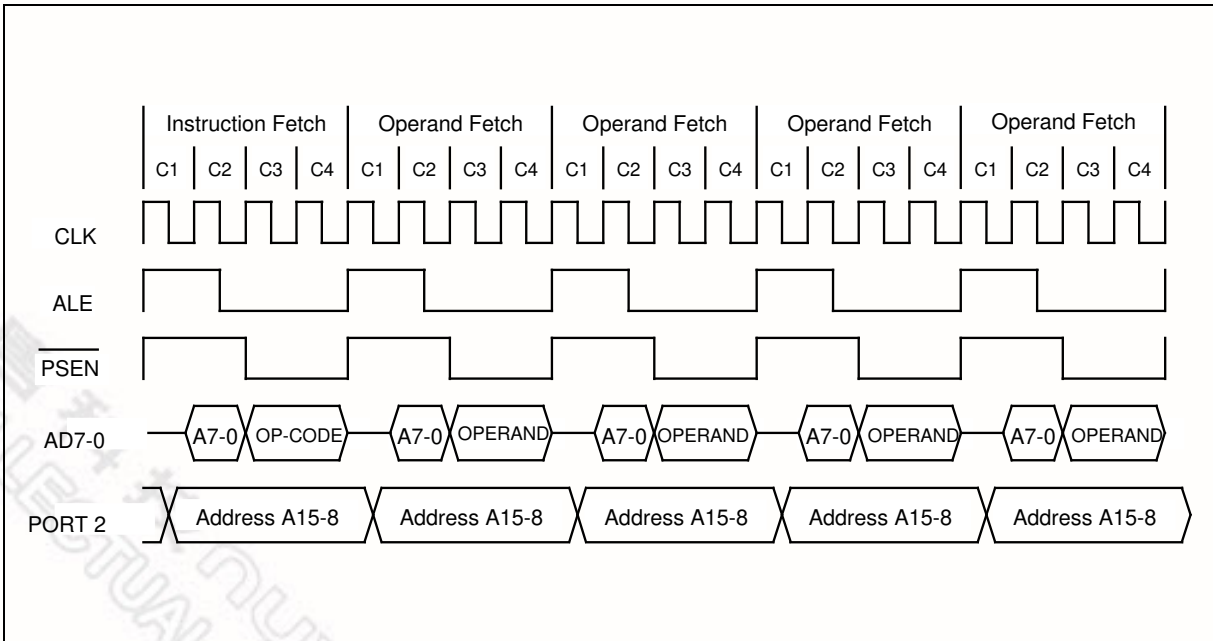 Instruction Fetch Operand Fetch Operand Fetch Operand Fetch Operand Fetch
C1 C2 C3 C4 C1 C2 C3 C4 C1 C2 C3 C4 C1 C2 C3 C4 C1 C2 C3 C4
CLK
ALE
PSEN
AD7-0 A7-0 OP-CODE A7-0 OPERAND A7-0 OPERAND A7-0 OPERAND A7-0 OPERAND
PORT 2 Address A15-8 Address A15-8 Address A15-8 Address A15-8 Address A15-8